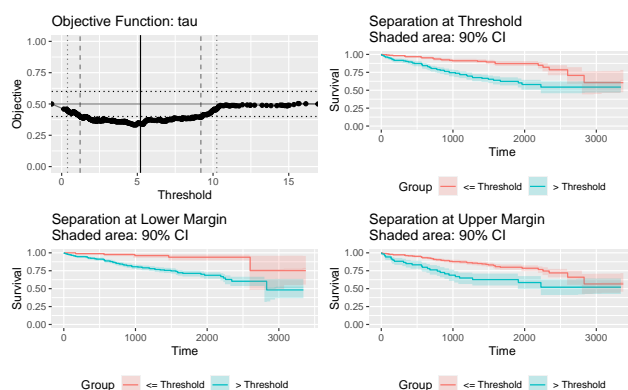 Objective Function: tau
1.00
0.75
0.50
0.25
0.00
Objective
0
5
10
15
Threshold
Separation at Threshold
Shaded area: 90% CI
1.00
0.75
0.50
0.25
0.00
Survival
0
1000
2000
3000
Time
Group <= Threshold > Threshold
Separation at Lower Margin
Shaded area: 90% CI
1.00
0.75
0.50
0.25
0.00
Survival
0
1000
2000
3000
Time
Group <= Threshold > Threshold
Separation at Upper Margin
Shaded area: 90% CI
1.00
0.75
0.50
0.25
0.00
Survival
0
1000
2000
3000
Time
Group <= Threshold > Threshold